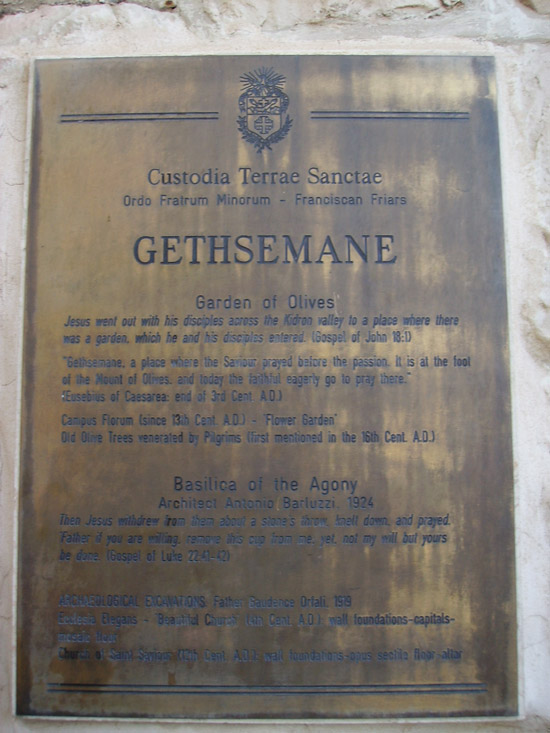 Custodia Terrae Sanctae
Ordo Fratrum Minorum - Franciscan Friars
GETHSEMANE
Garden of Olives
Jesus went out with his disciples across the Kidron valley to a place where there
was a garden, which he and his disciples entered. (Gospel of John 18:1)
"Gethsemane, a place where the Saviour prayed before the passion. It is at the foot
of the Mount of Olives, and today the faithful eagerly go to pray there."
(Eusebius of Caesarea: end of 3rd Cent. A.D.)
Campus Florum (since 13th Cent. A.D.) - "Flower Garden"
Old Olive Trees venerated by Pilgrims (first mentioned in the 16th Cent. A.D.)
Basilica of the Agony
Architect Antonio Barluzzi, 1924
Then Jesus withdrew from them about a stone's throw, knelt down, and prayed.
"Father if you are willing, remove this cup from me, yet, not my will but yours
be done. (Gospel of Luke 22:41-42)
ARCHAEOLOGICAL EXCAVATIONS: Father Gaudence Orfali, 1919
Ecclesia Elegans - "Beautiful Church" (4th Cent. A.D.): wall foundations-capitals-
mosaic floor
Church of Saint Saviour (12th Cent. A.D.): wall foundations-opus sectile floor-altar